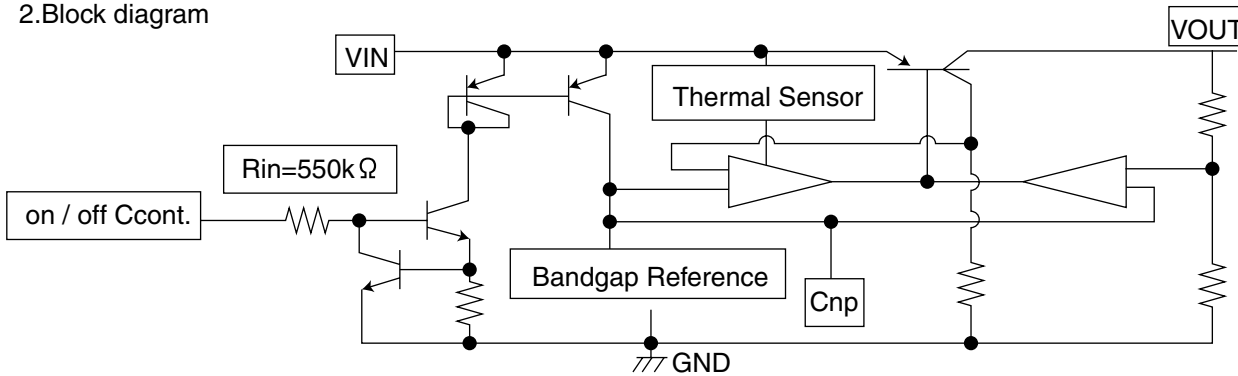 2.Block diagram
VIN
VOUT
Thermal Sensor
Rin=550kΩ
on / off Ccont.
Bandgap Reference
Cnp
GND